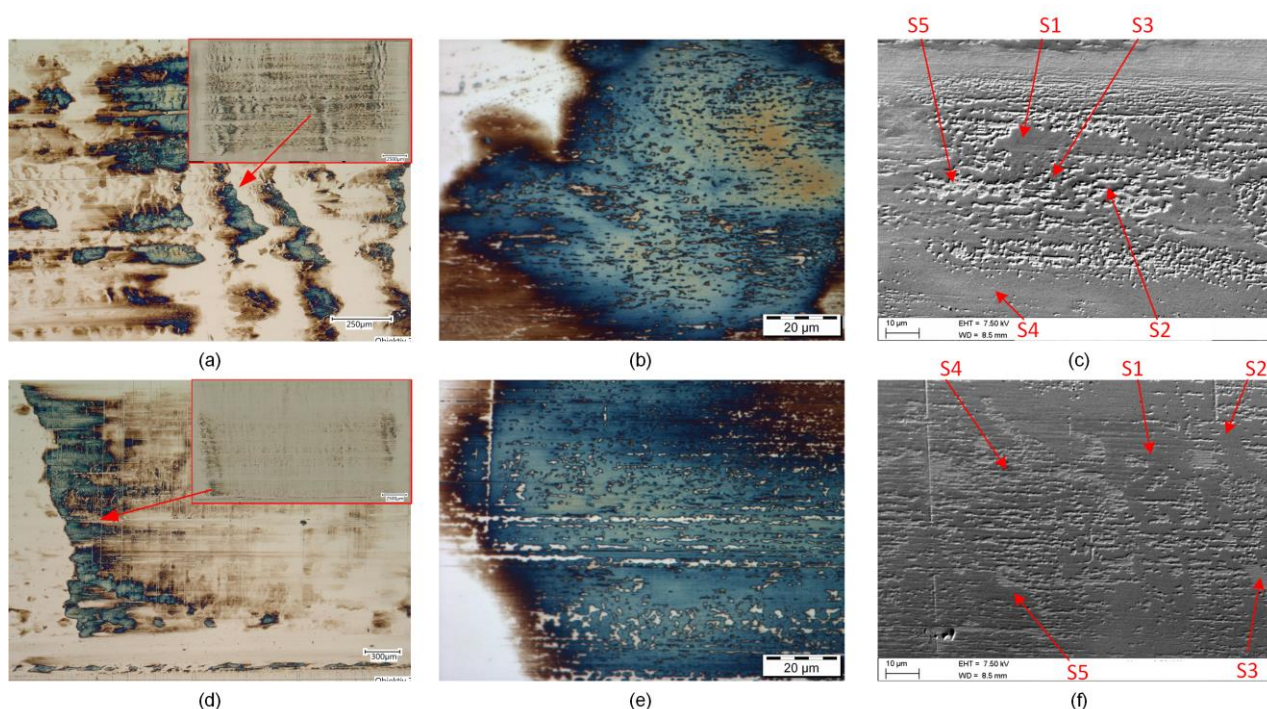 S5 S1 S3
2500µm
250µm
20 µm
10 µm
EHT = 7.50 kV
WD = 8.5 mm
S4
S2
(a)
(b)
(c)
S4
S1
S2
300µm
20 µm
10 µm
EHT = 7.50 kV
WD = 8.5 mm
S5
S3
(d)
(e)
(f)